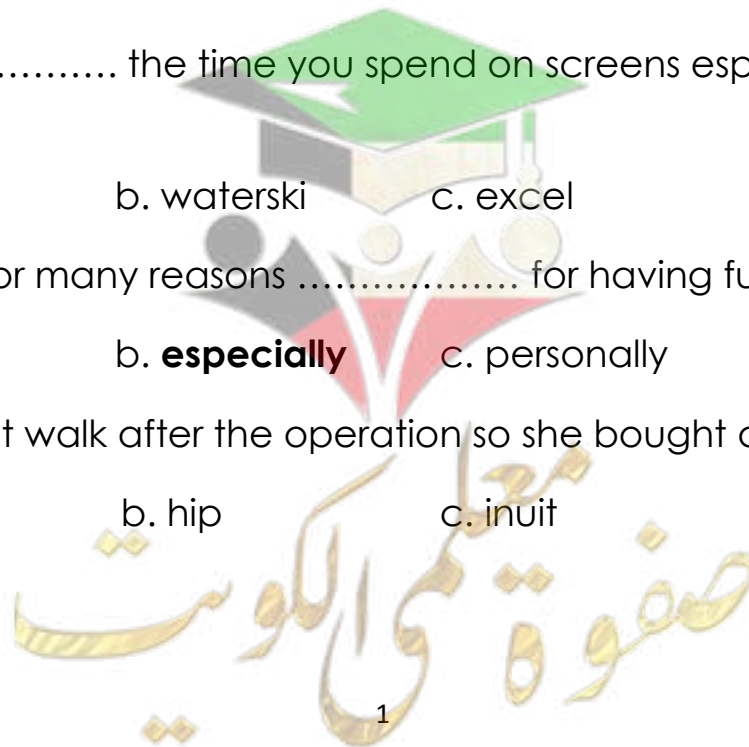 ………. the time you spend on screens esp
b. waterski c. excel
or many reasons ……………… for having fu
b. especially c. personally
t walk after the operation so she bought a
b. hip c. inuit
صفوة معلمى الكويت
1